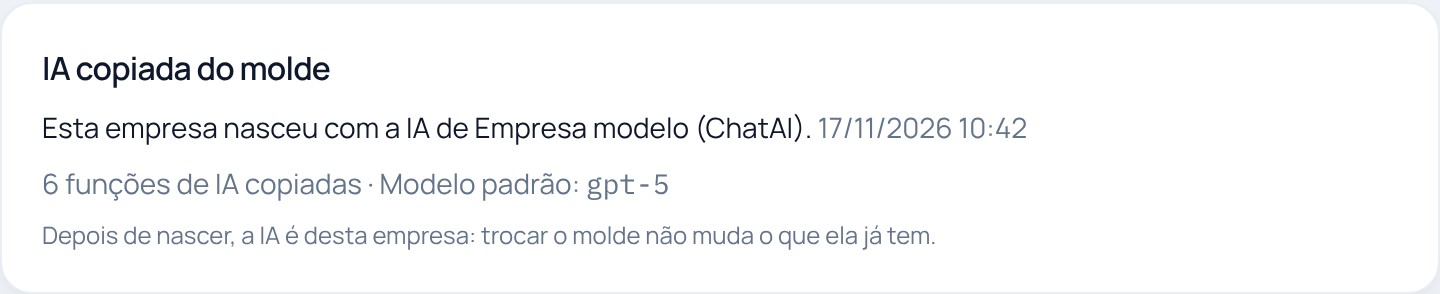 IA copiada do molde
Esta empresa nasceu com a IA de Empresa modelo (ChatAI). 17/11/2026 10:42
6 funções de IA copiadas · Modelo padrão: gpt-5
Depois de nascer, a IA é desta empresa: trocar o molde não muda o que ela já tem.